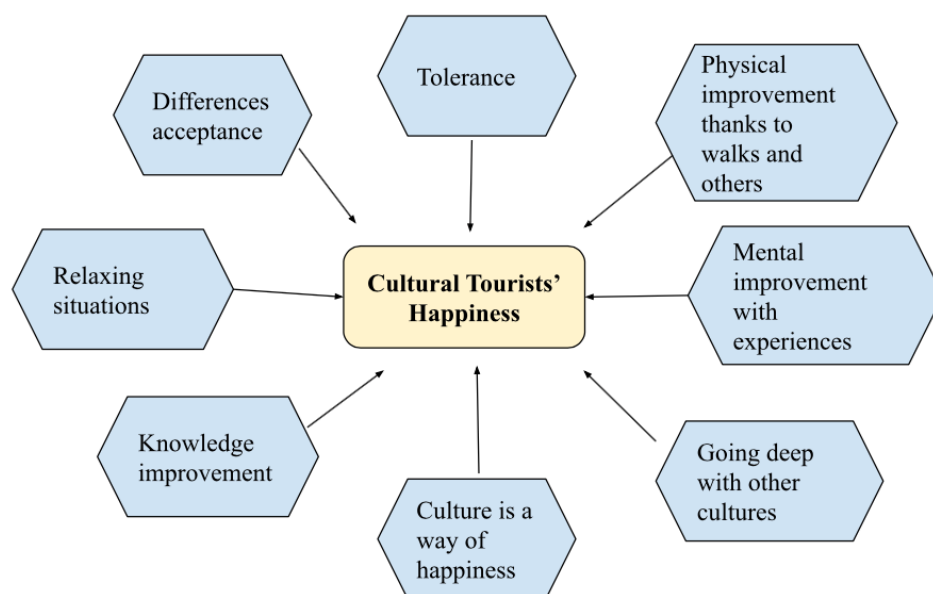 Tolerance
Differences
acceptance
Physical
improvement
thanks to
walks and
others
Relaxing
situations
Cultural Tourists’
Happiness
Mental
improvement
with
experiences
Knowledge
improvement
Culture is a
way of
happiness
Going deep
with other
cultures